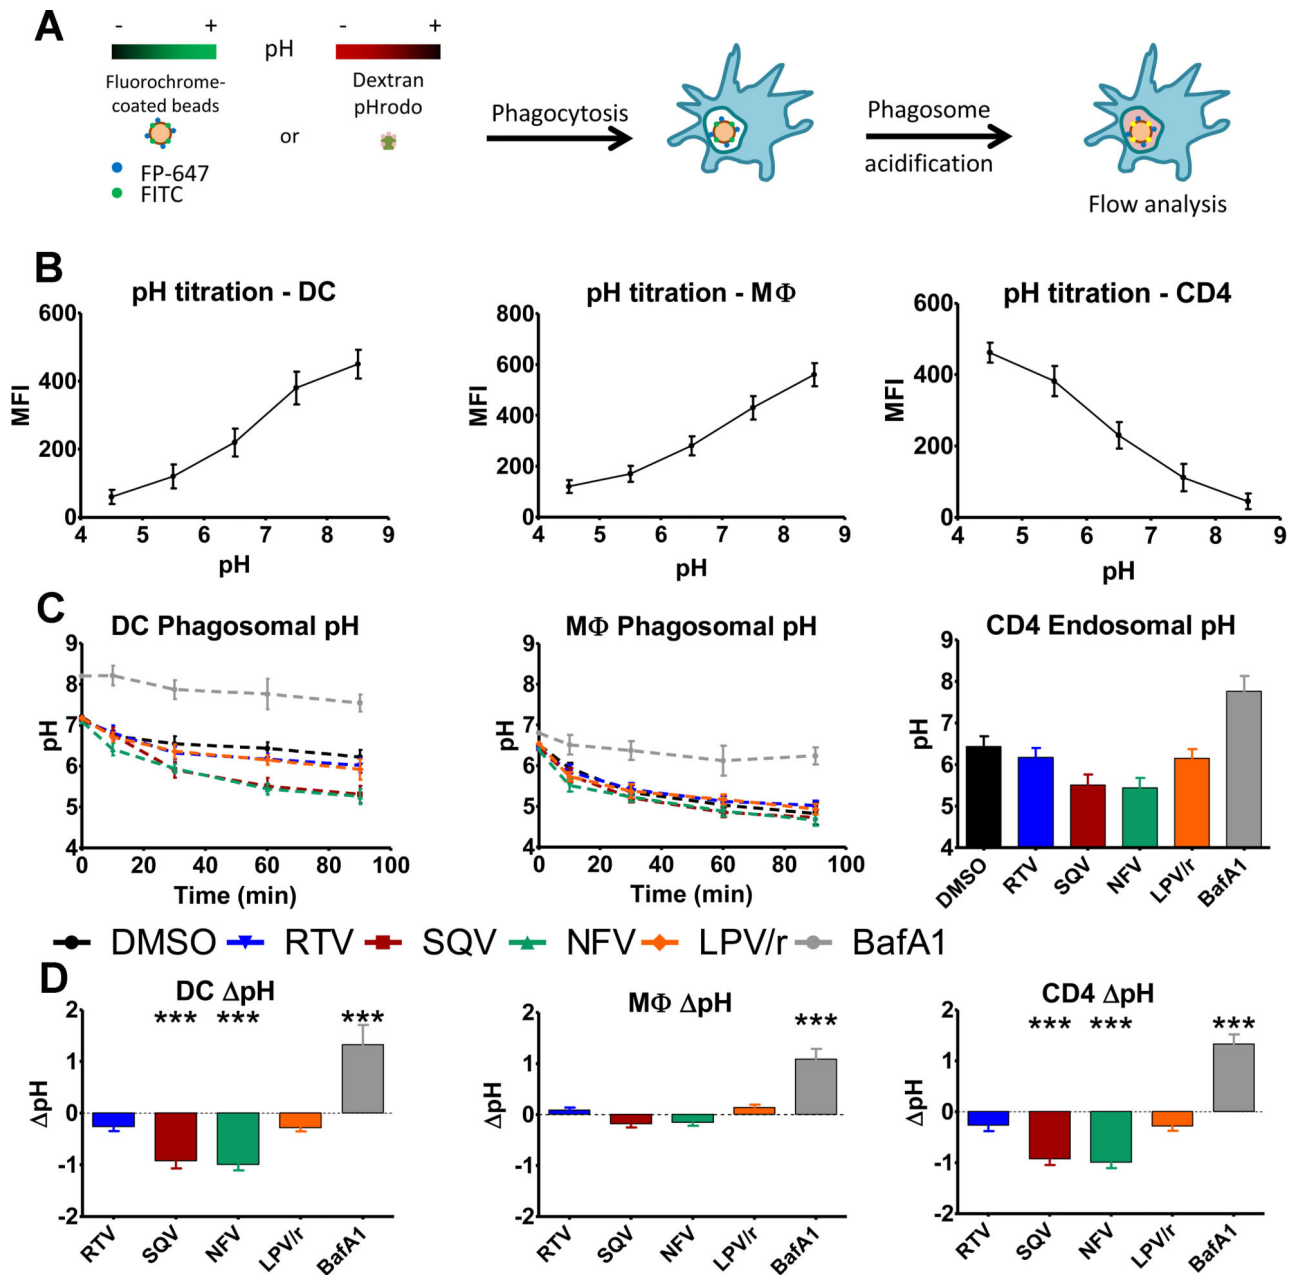 A
- + pH - +
Fluorochrome-
coated beads
or
Dextran
pHrodo
FP-647
FITC
Phagocytosis
Phagosome
acidification
Flow analysis
B
pH titration - DC
MFI
600
400
200
0
4 5 6 7 8 9
pH
pH titration - MΦ
MFI
800
600
400
200
0
4 5 6 7 8 9
pH
pH titration - CD4
MFI
600
400
200
0
4 5 6 7 8 9
pH
C
DC Phagosomal pH
pH
9
8
7
6
5
4
0 20 40 60 80 100
Time (min)
MΦ Phagosomal pH
pH
9
8
7
6
5
4
0 20 40 60 80 100
Time (min)
CD4 Endosomal pH
pH
9
8
7
6
5
4
DMSO RTV SQV NFV LPV/r BafA1
DMSO RTV SQV NFV LPV/r BafA1
D
DC ΔpH
*** *** ***
ΔpH
2
1
0
-1
-2
RTV SQV NFV LPV/r BafA1
MΦ ΔpH
***
ΔpH
2
1
0
-1
-2
RTV SQV NFV LPV/r BafA1
CD4 ΔpH
*** *** ***
ΔpH
2
1
0
-1
-2
RTV SQV NFV LPV/r BafA1